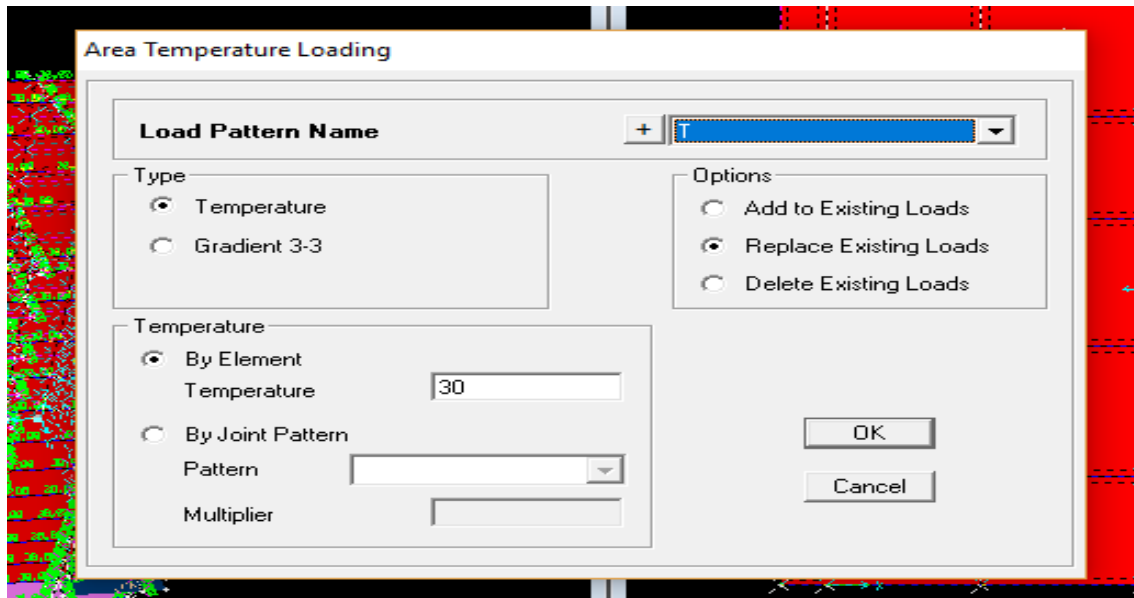 Area Temperature Loading
Load Pattern Name + T
Type
Temperature
Gradient 3-3
Options
Add to Existing Loads
Replace Existing Loads
Delete Existing Loads
Temperature
By Element
Temperature 30
By Joint Pattern
Pattern
Multiplier
OK
Cancel